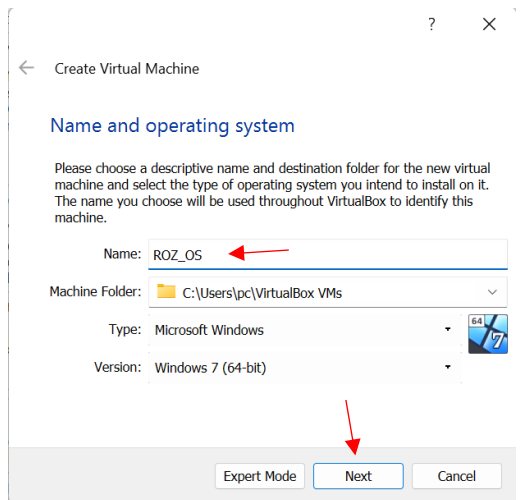 ?
Create Virtual Machine
Name and operating system
Please choose a descriptive name and destination folder for the new virtual
machine and select the type of operating system you intend to install on it.
The name you choose will be used throughout VirtualBox to identify this
machine.
Name: ROZ_OS
Machine Folder: C:\Users\pc\VirtualBox VMs
Type: Microsoft Windows
64
7
Version: Windows 7 (64-bit)
Expert Mode Next Cancel